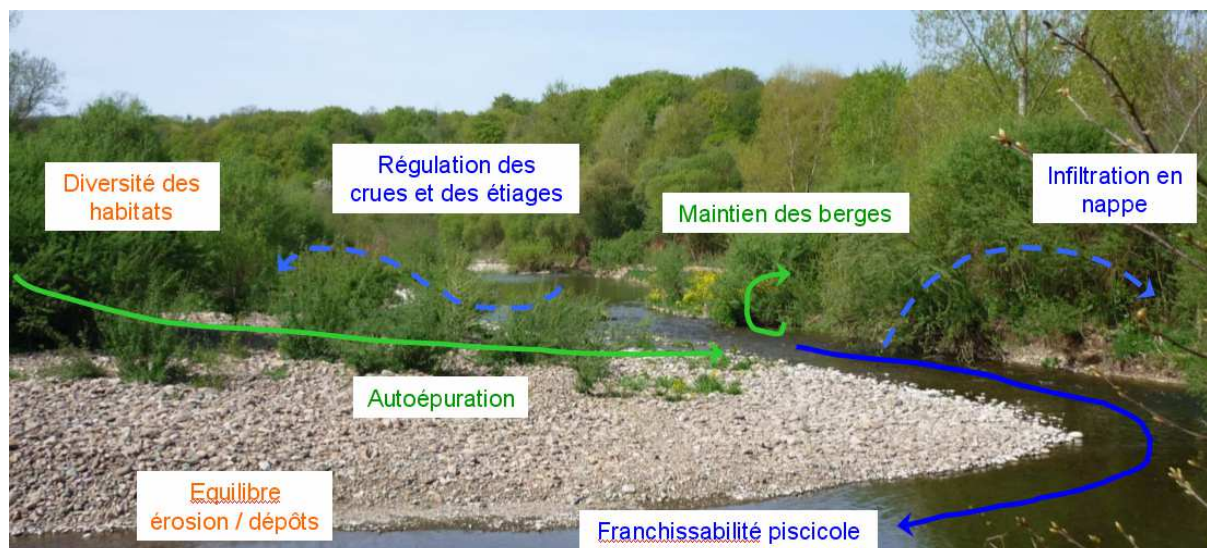 Diversité des
habitats
Régulation des
crues et des étiages
Maintien des berges
Infiltration en
nappe
Autoépuration
Equilibre
érosion / dépôts
Franchissabilité piscicole